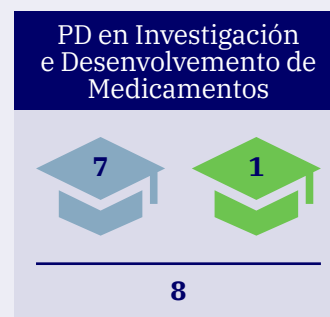 PD en Investigación
e Desenvolvemento de
Medicamentos
7 1
8